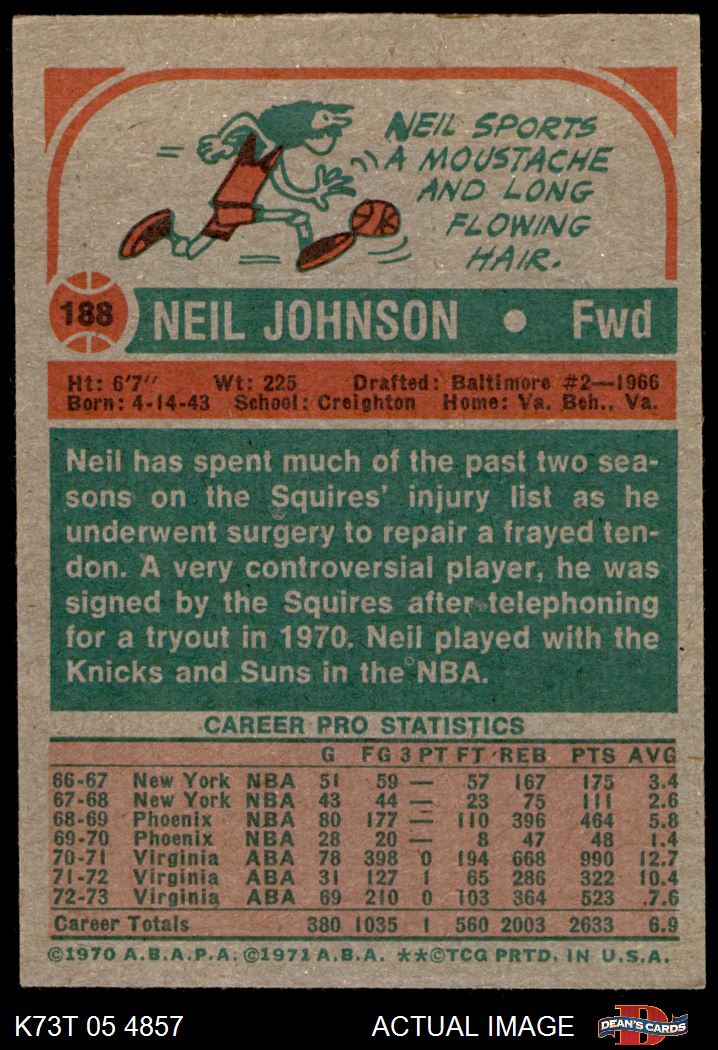 NEIL SPORTS
A MOUSTACHE
AND LONG
FLOWING
HAIR.
188
NEIL JOHNSON • Fwd
Ht: 6'7" Wt: 225 Drafted: Baltimore #2—1966
Born: 4-14-43 School: Creighton Home: Va. Bch., Va.
Neil has spent much of the past two sea-
sons on the Squires' injury list as he
underwent surgery to repair a frayed ten-
don. A very controversial player, he was
signed by the Squires after telephoning
for a tryout in 1970. Neil played with the
Knicks and Suns in the NBA.
CAREER PRO STATISTICS
G FG 3 PT FT REB PTS AVG
66-67 New York NBA 51 59 — 57 167 175 3.4
67-68 New York NBA 43 44 — 23 75 111 2.6
68-69 Phoenix NBA 80 177 — 110 396 464 5.8
69-70 Phoenix NBA 28 20 — 8 47 48 1.4
70-71 Virginia ABA 78 398 0 194 668 990 12.7
71-72 Virginia ABA 31 127 1 65 286 322 10.4
72-73 Virginia ABA 69 210 0 103 364 523 7.6
Career Totals 380 1035 1 560 2003 2633 6.9
©1970 A.B.A.P.A. ©1971 A.B.A. **©TCG PRTD. IN U.S.A.
K73T 05 4857 ACTUAL IMAGE D DEAN'S CARDS